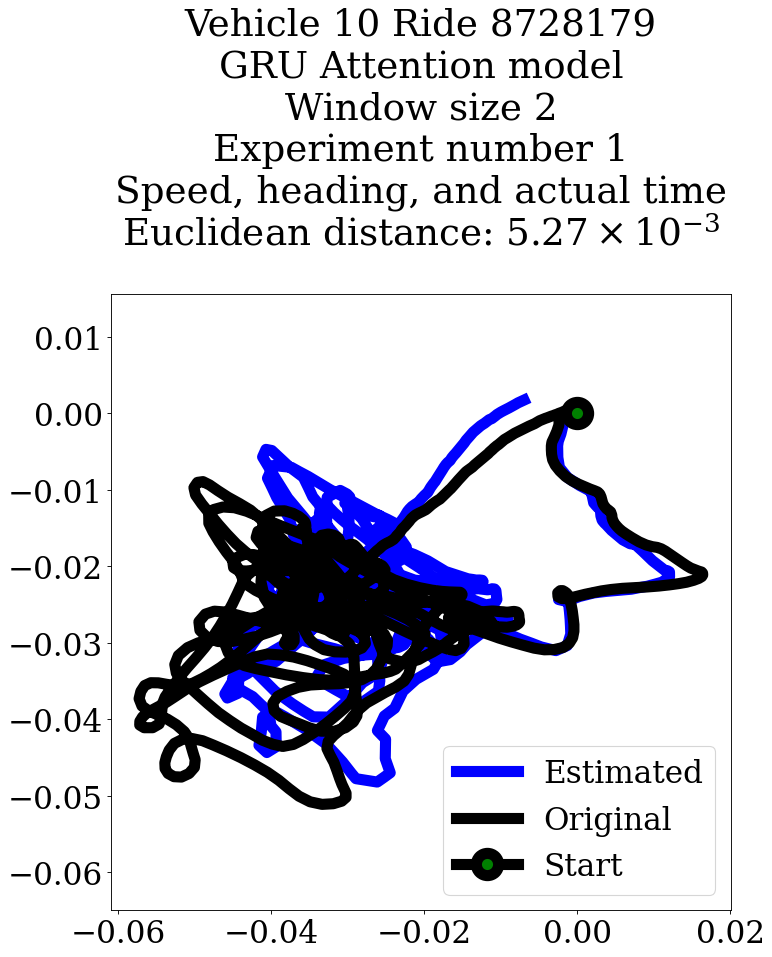 Vehicle 10 Ride 8728179
GRU Attention model
Window size 2
Experiment number 1
Speed, heading, and actual time
Euclidean distance: 5.27 × 10⁻³
0.01
0.00
−0.01
−0.02
−0.03
−0.04
−0.05
−0.06
Estimated
Original
Start
−0.06 −0.04 −0.02 0.00 0.02